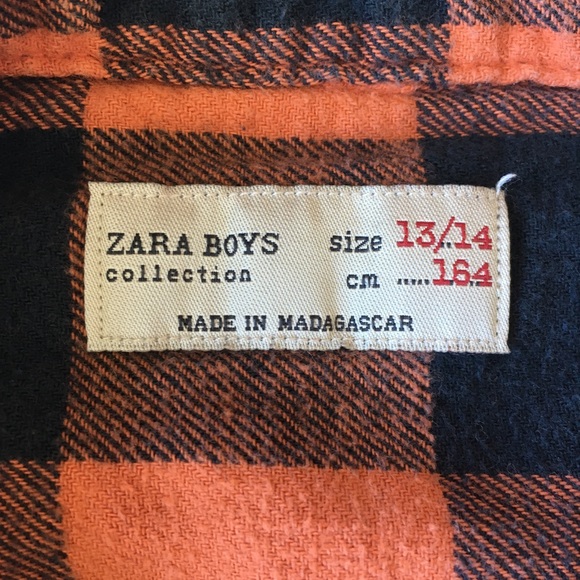 ZARA BOYS size 13/14
collection cm ..... 164
MADE IN MADAGASCAR